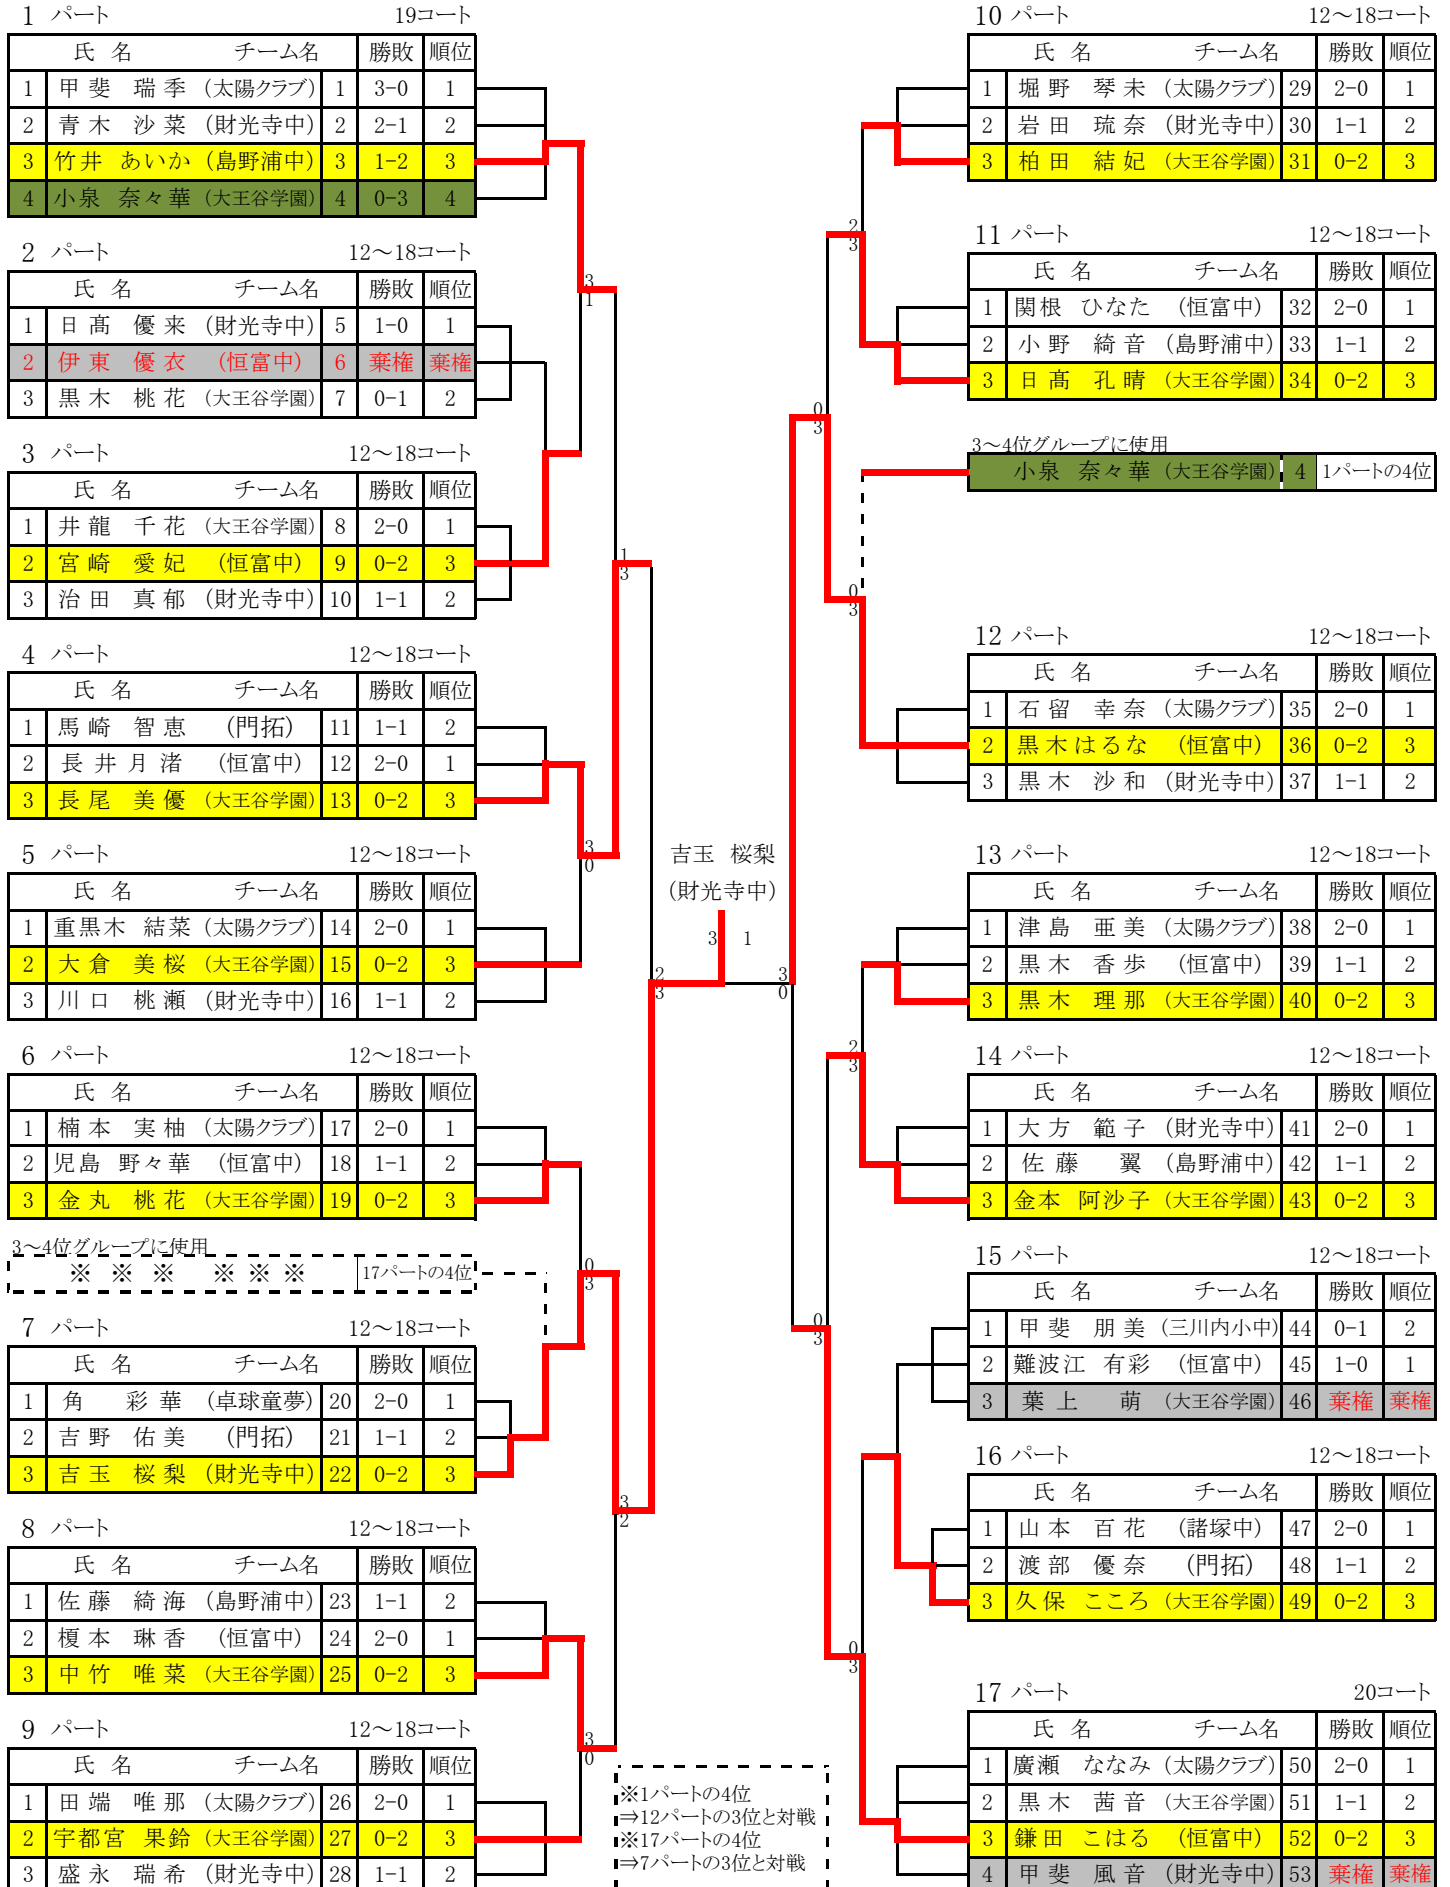 1 パート 19コート
氏 名 チーム名 勝敗 順位
1 甲斐 瑞季 (太陽クラブ) 1 3-0 1
2 青木 沙菜 (財光寺中) 2 2-1 2
3 竹井 あいか (島野浦中) 3 1-2 3
4 小泉 奈々華 (大王谷学園) 4 0-3 4
2 パート 12～18コート
氏 名 チーム名 勝敗 順位
1 日髙 優来 (財光寺中) 5 1-0 1
2 伊東 優衣 (恒富中) 6 棄権 棄権
3 黒木 桃花 (大王谷学園) 7 0-1 2
3 パート 12～18コート
氏 名 チーム名 勝敗 順位
1 井龍 千花 (大王谷学園) 8 2-0 1
2 宮崎 愛妃 (恒富中) 9 0-2 3
3 治田 真郁 (財光寺中) 10 1-1 2
4 パート 12～18コート
氏 名 チーム名 勝敗 順位
1 馬崎 智恵 (門拓) 11 1-1 2
2 長井月渚 (恒富中) 12 2-0 1
3 長尾 美優 (大王谷学園) 13 0-2 3
5 パート 12～18コート
氏 名 チーム名 勝敗 順位
1 重黒木 結菜 (太陽クラブ) 14 2-0 1
2 大倉 美桜 (大王谷学園) 15 0-2 3
3 川口 桃瀬 (財光寺中) 16 1-1 2
6 パート 12～18コート
氏 名 チーム名 勝敗 順位
1 楠本 実柚 (太陽クラブ) 17 2-0 1
2 児島 野々華 (恒富中) 18 1-1 2
3 金丸 桃花 (大王谷学園) 19 0-2 3
3～4位グループに使用
※ ※ ※ ※ ※ ※ 17パートの4位
7 パート 12～18コート
氏 名 チーム名 勝敗 順位
1 角 彩華 (卓球童夢) 20 2-0 1
2 吉野 佑美 (門拓) 21 1-1 2
3 吉玉 桜梨 (財光寺中) 22 0-2 3
8 パート 12～18コート
氏 名 チーム名 勝敗 順位
1 佐藤 綺海 (島野浦中) 23 1-1 2
2 榎本 琳香 (恒富中) 24 2-0 1
3 中竹 唯菜 (大王谷学園) 25 0-2 3
9 パート 12～18コート
氏 名 チーム名 勝敗 順位
1 田端 唯那 (太陽クラブ) 26 2-0 1
2 宇都宮 果鈴 (大王谷学園) 27 0-2 3
3 盛永 瑞希 (財光寺中) 28 1-1 2
3
1
1
3
3
0
0
3
3
2
3
0
2
3
吉玉 桜梨
(財光寺中)
3 1
3
0
※1パートの4位
⇒12パートの3位と対戦
※17パートの4位
⇒7パートの3位と対戦
2
3
0
3
0
3
2
3
0
3
0
3
10 パート 12～18コート
氏 名 チーム名 勝敗 順位
1 堀野 琴未 (太陽クラブ) 29 2-0 1
2 岩田 琉奈 (財光寺中) 30 1-1 2
3 柏田 結妃 (大王谷学園) 31 0-2 3
11 パート 12～18コート
氏 名 チーム名 勝敗 順位
1 関根 ひなた (恒富中) 32 2-0 1
2 小野 綺音 (島野浦中) 33 1-1 2
3 日髙 孔晴 (大王谷学園) 34 0-2 3
3～4位グループに使用
小泉 奈々華 (大王谷学園) 4 1パートの4位
12 パート 12～18コート
氏 名 チーム名 勝敗 順位
1 石留 幸奈 (太陽クラブ) 35 2-0 1
2 黒木はるな (恒富中) 36 0-2 3
3 黒木 沙和 (財光寺中) 37 1-1 2
13 パート 12～18コート
氏 名 チーム名 勝敗 順位
1 津島 亜美 (太陽クラブ) 38 2-0 1
2 黒木 香歩 (恒富中) 39 1-1 2
3 黒木 理那 (大王谷学園) 40 0-2 3
14 パート 12～18コート
氏 名 チーム名 勝敗 順位
1 大方 範子 (財光寺中) 41 2-0 1
2 佐藤 翼 (島野浦中) 42 1-1 2
3 金本 阿沙子 (大王谷学園) 43 0-2 3
15 パート 12～18コート
氏 名 チーム名 勝敗 順位
1 甲斐 朋美 (三川内小中) 44 0-1 2
2 難波江 有彩 (恒富中) 45 1-0 1
3 葉上 萌 (大王谷学園) 46 棄権 棄権
16 パート 12～18コート
氏 名 チーム名 勝敗 順位
1 山本 百花 (諸塚中) 47 2-0 1
2 渡部 優奈 (門拓) 48 1-1 2
3 久保 こころ (大王谷学園) 49 0-2 3
17 パート 20コート
氏 名 チーム名 勝敗 順位
1 廣瀬 ななみ (太陽クラブ) 50 2-0 1
2 黒木 茜音 (大王谷学園) 51 1-1 2
3 鎌田 こはる (恒富中) 52 0-2 3
4 甲斐 風音 (財光寺中) 53 棄権 棄権